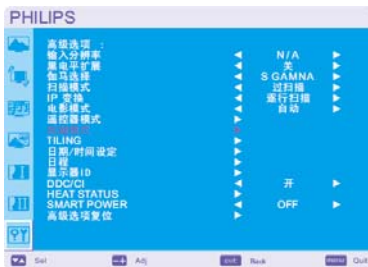 PHILIPS
高级选项 :
输入分辨率 N/A
黑电平扩展 关
伽马选择 S GAMNA
扫描模式 过扫描
IP 变换 逐行扫描
电影模式 自动
遥控器模式
TILING
日期/时间设定
日程
显示器ID
DDC/CI 开
HEAT STATUS
SMART POWER OFF
高级选项复位
Sel Adj EXIT Back MENU Quit